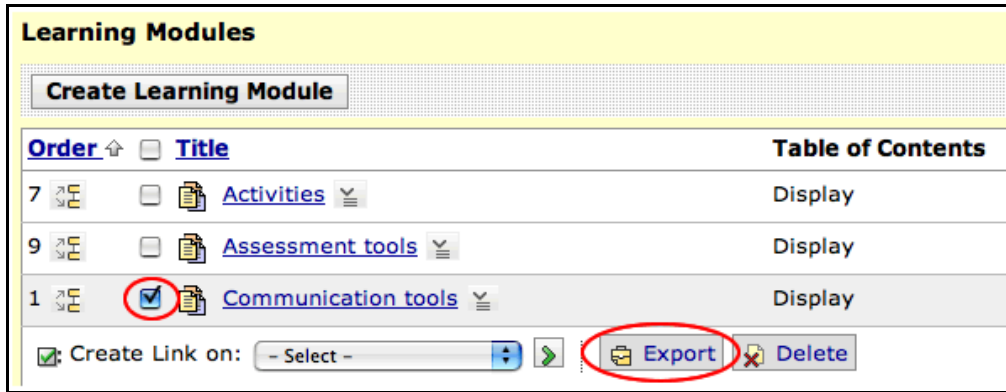 Learning Modules
Create Learning Module
Order Title Table of Contents
7 Activities Display
9 Assessment tools Display
1 Communication tools Display
: Create Link on: - Select - Export Delete